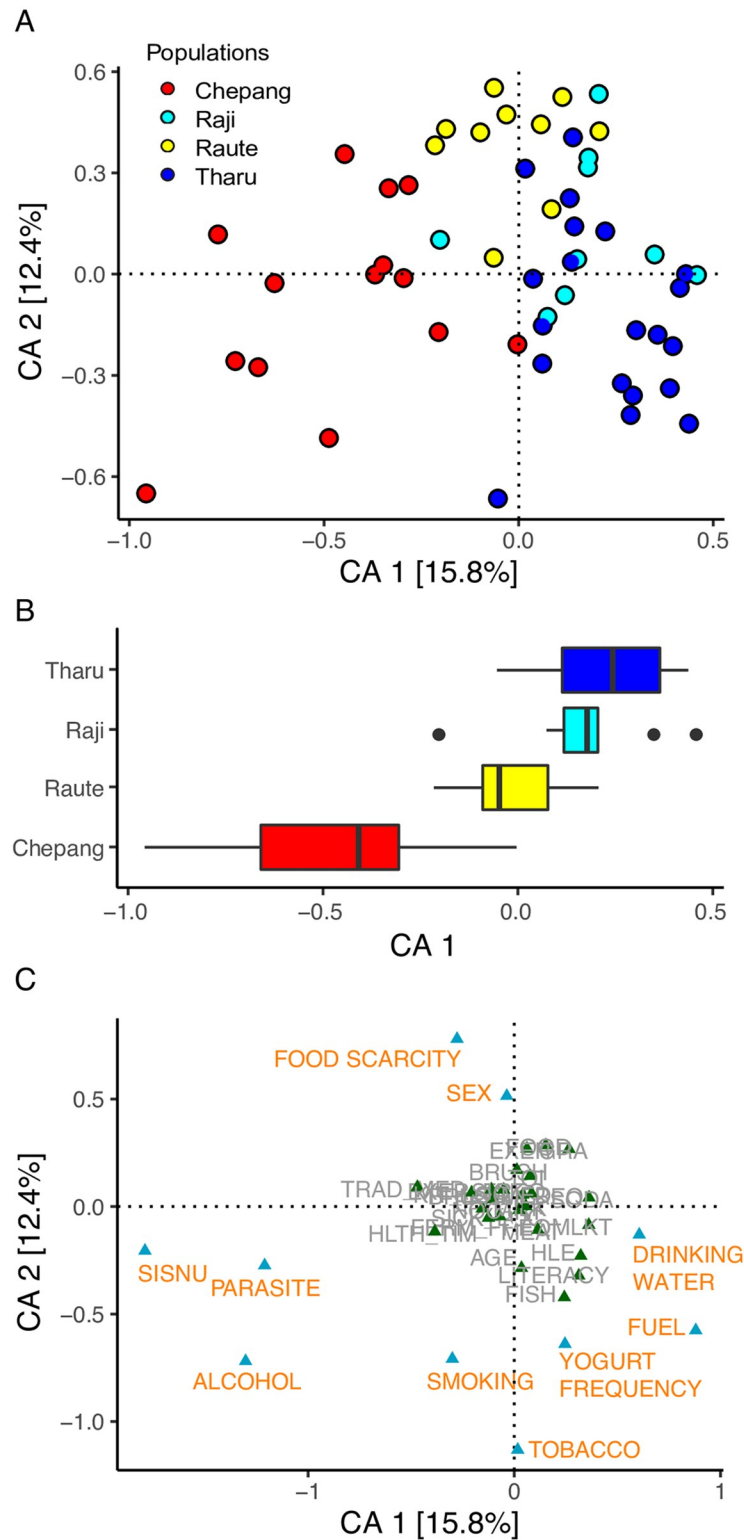 A
Populations
Chepang
Raji
Raute
Tharu
0.6
0.3
0.0
−0.3
−0.6
CA 2 [12.4%]
−1.0
−0.5
0.0
0.5
CA 1 [15.8%]
B
Tharu
Raji
Raute
Chepang
−1.0
−0.5
0.0
0.5
CA 1
C
FOOD SCARCITY
SEX
0.5
BRUSH
0.0
AGE
HLE
LITERACY
FISH
SISNU
PARASITE
DRINKING
WATER
−0.5
FUEL
ALCOHOL
SMOKING
YOGURT
FREQUENCY
−1.0
TOBACCO
CA 2 [12.4%]
−1
0
1
CA 1 [15.8%]